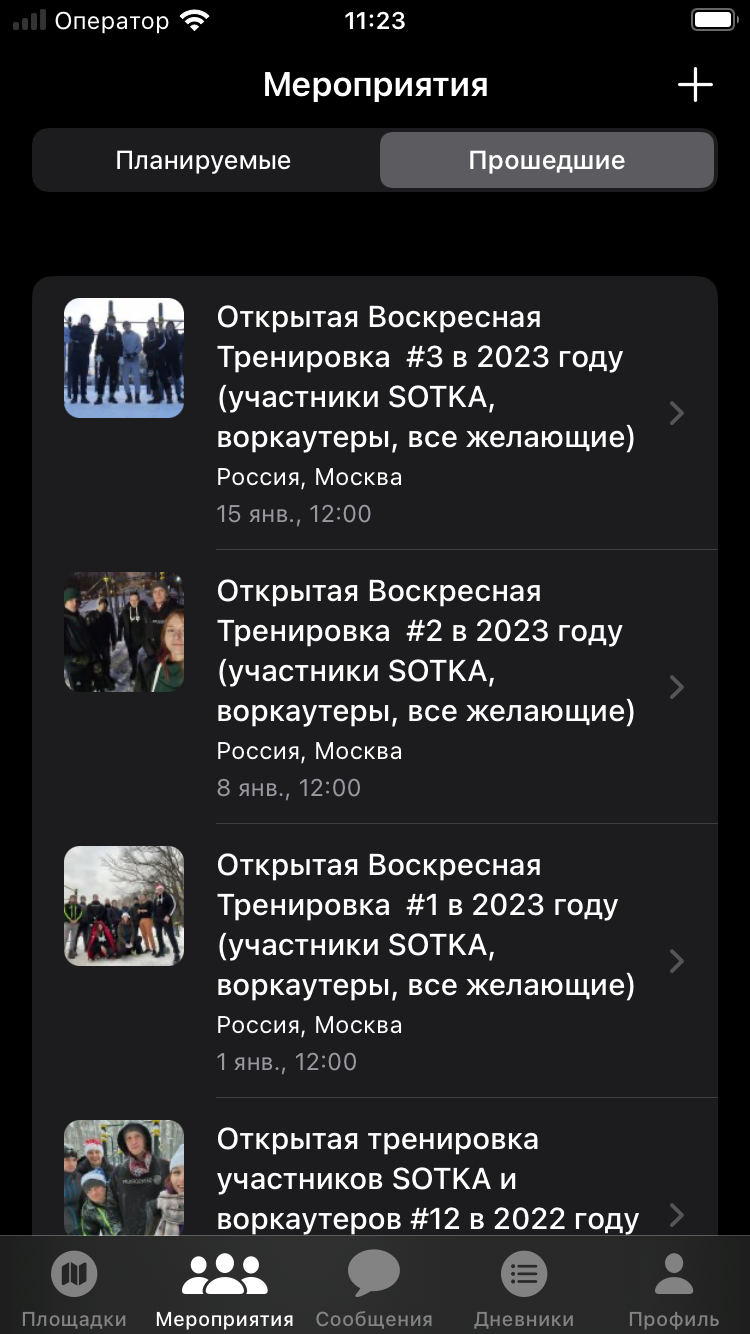 Оператор 11:23
Мероприятия
Планируемые Прошедшие
Открытая Воскресная
Тренировка #3 в 2023 году
(участники SOTKA,
воркаутеры, все желающие)
Россия, Москва
15 янв., 12:00
Открытая Воскресная
Тренировка #2 в 2023 году
(участники SOTKA,
воркаутеры, все желающие)
Россия, Москва
8 янв., 12:00
Открытая Воскресная
Тренировка #1 в 2023 году
(участники SOTKA,
воркаутеры, все желающие)
Россия, Москва
1 янв., 12:00
Открытая тренировка
участников SOTKA и
воркаутеров #12 в 2022 году
Площадки Мероприятия Сообщения Дневники Профиль